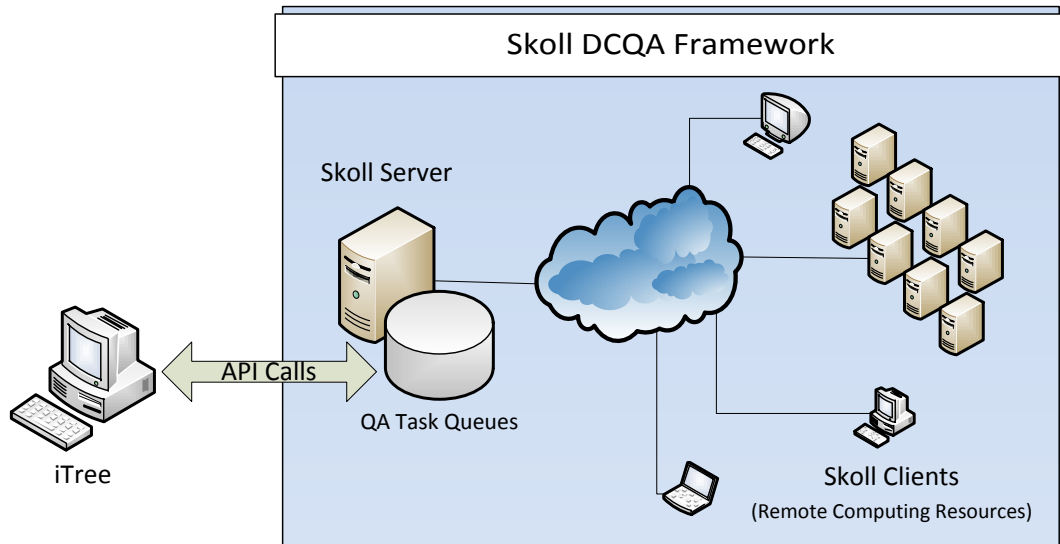 Skoll DCQA Framework
Skoll Server
API Calls
QA Task Queues
iTree
Skoll Clients
(Remote Computing Resources)